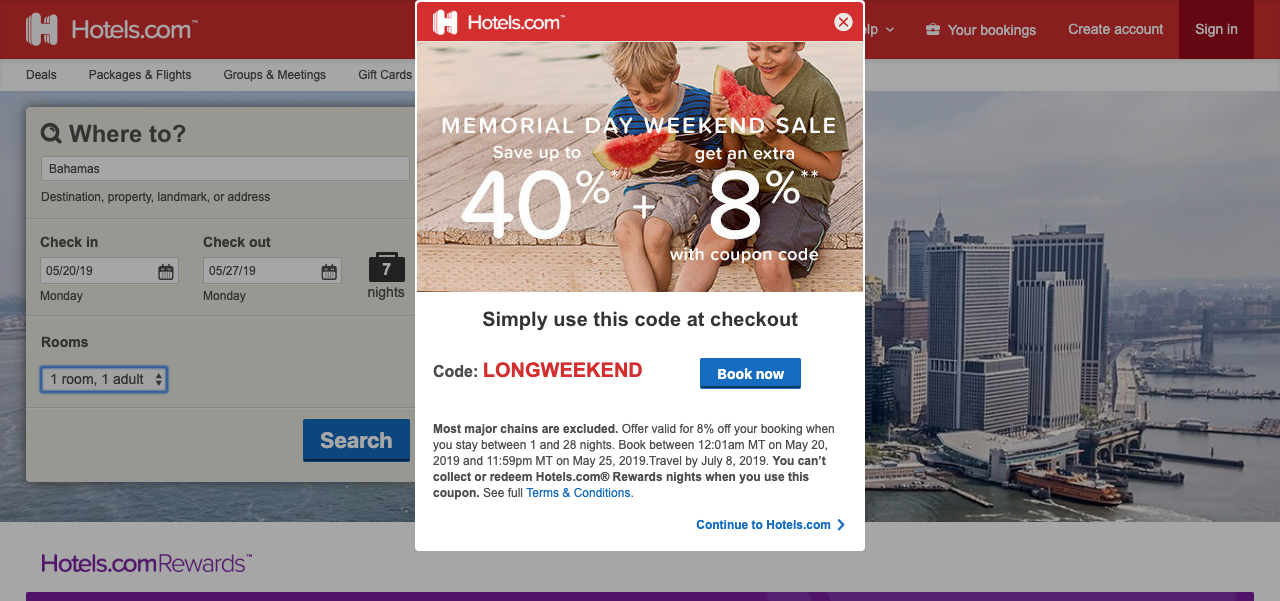 Hotels.com™
Your bookings
Create account
Sign in
Deals
Packages & Flights
Groups & Meetings
Gift Cards
Where to?
Bahamas
Destination, property, landmark, or address
Check in
Check out
05/20/19
05/27/19
7
Monday
Monday
nights
Rooms
1 room, 1 adult
Search
Hotels.com™
MEMORIAL DAY WEEKEND SALE
Save up to
get an extra
40%* + 8%**
with coupon code
Simply use this code at checkout
Code: LONGWEEKEND
Book now
Most major chains are excluded. Offer valid for 8% off your booking when
you stay between 1 and 28 nights. Book between 12:01am MT on May 20,
2019 and 11:59pm MT on May 25, 2019.Travel by July 8, 2019. You can't
collect or redeem Hotels.com® Rewards nights when you use this
coupon. See full Terms & Conditions.
Continue to Hotels.com
Hotels.comRewards™